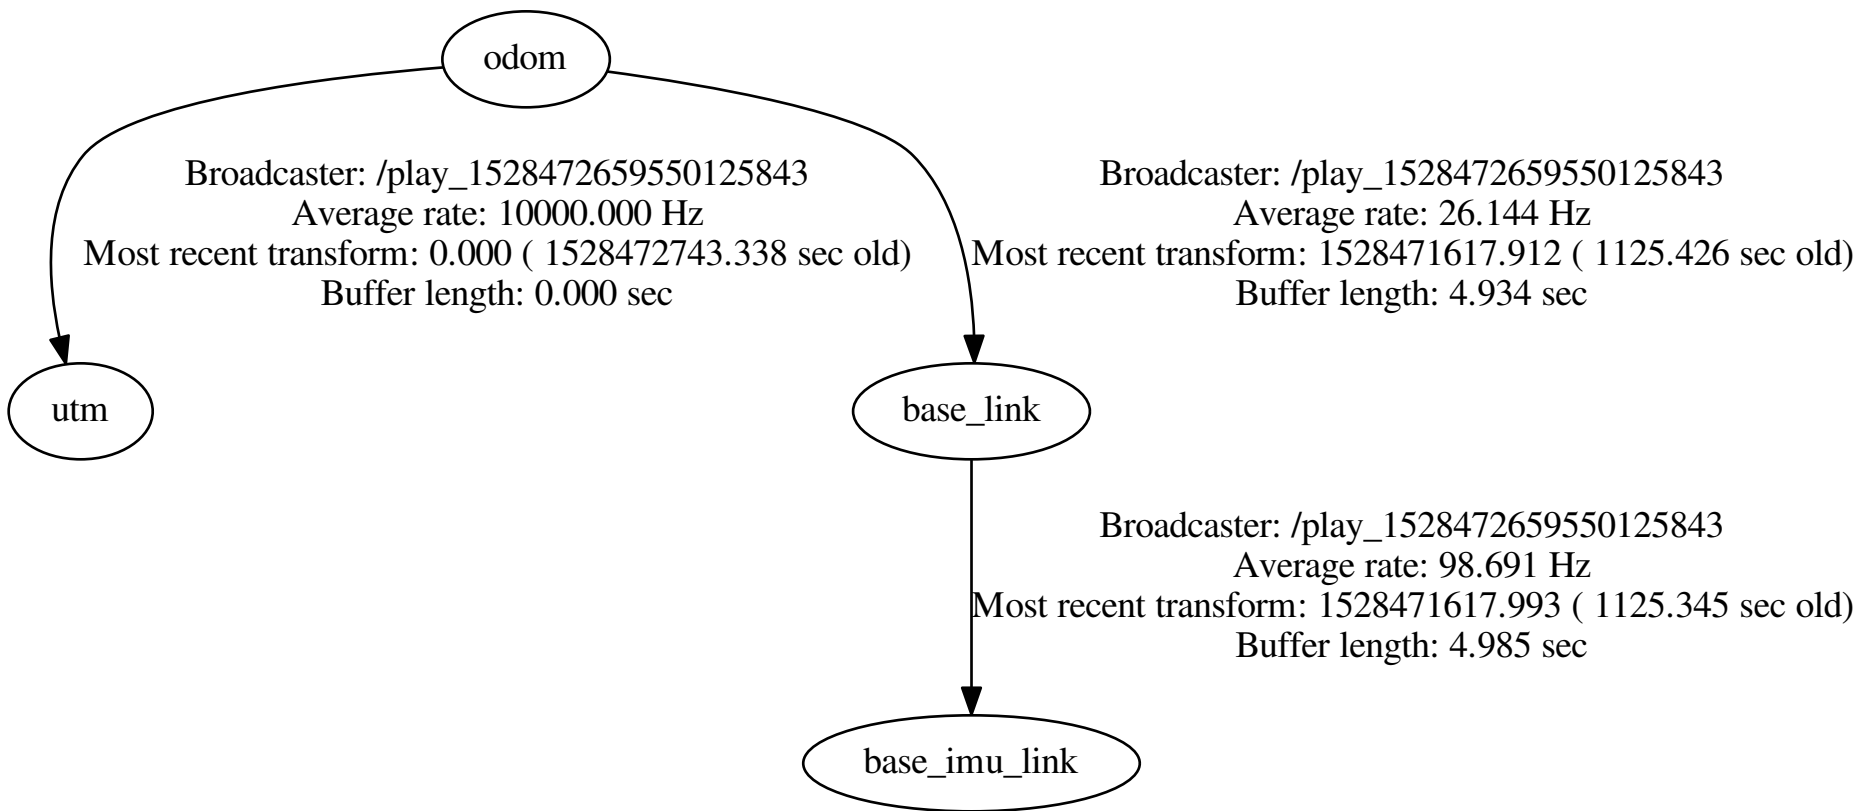 odom
Broadcaster: /play_1528472659550125843
Average rate: 10000.000 Hz
Most recent transform: 0.000 ( 1528472743.338 sec old)
Buffer length: 0.000 sec
Broadcaster: /play_1528472659550125843
Average rate: 26.144 Hz
Most recent transform: 1528471617.912 ( 1125.426 sec old)
Buffer length: 4.934 sec
utm
base_link
Broadcaster: /play_1528472659550125843
Average rate: 98.691 Hz
Most recent transform: 1528471617.993 ( 1125.345 sec old)
Buffer length: 4.985 sec
base_imu_link